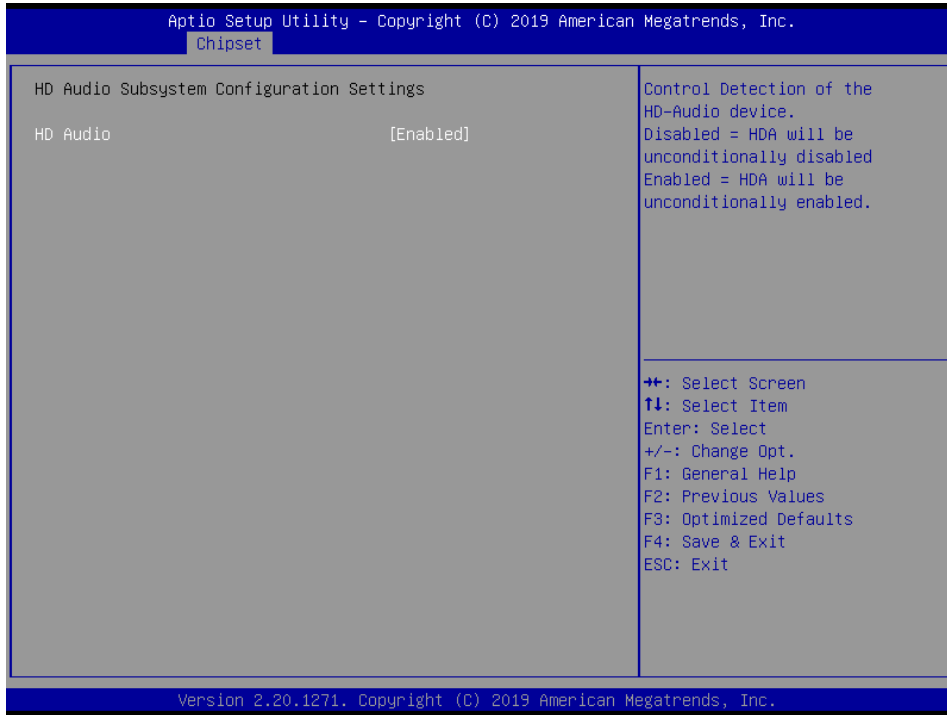 Aptio Setup Utility – Copyright (C) 2019 American Megatrends, Inc.
Chipset
HD Audio Subsystem Configuration Settings
HD Audio [Enabled]
Control Detection of the
HD-Audio device.
Disabled = HDA will be
unconditionally disabled
Enabled = HDA will be
unconditionally enabled.
→←: Select Screen
↑↓: Select Item
Enter: Select
+/-: Change Opt.
F1: General Help
F2: Previous Values
F3: Optimized Defaults
F4: Save & Exit
ESC: Exit
Version 2.20.1271. Copyright (C) 2019 American Megatrends, Inc.